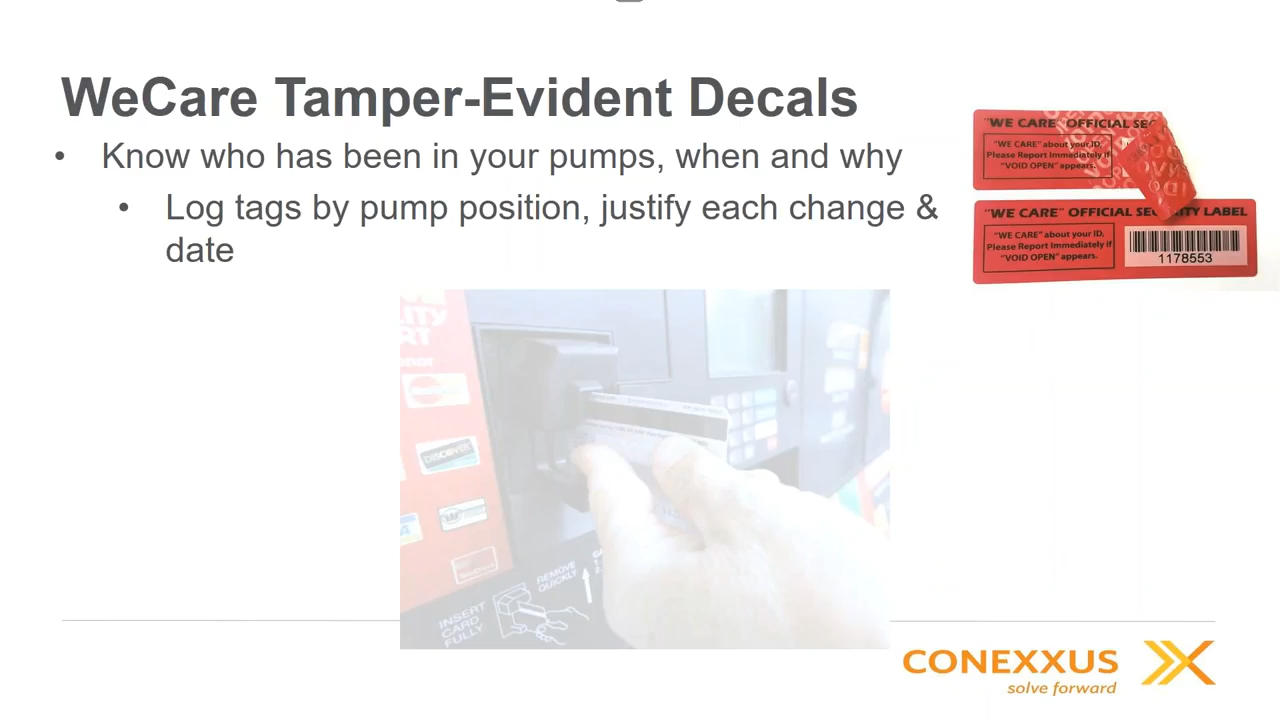 WeCare Tamper-Evident Decals
• Know who has been in your pumps, when and why
• Log tags by pump position, justify each change &
date
"WE CARE" OFFICIAL SEC
"WE CARE" about your ID,
Please Report Immediately if
"VOID OPEN" appears.
"WE CARE" OFFICIAL SECURITY LABEL
"WE CARE" about your ID,
Please Report Immediately if
"VOID OPEN" appears.
1178553
DISCOVER
REMOVE
QUICKLY
INSERT
CARD
FULLY
CONEXXUS
solve forward